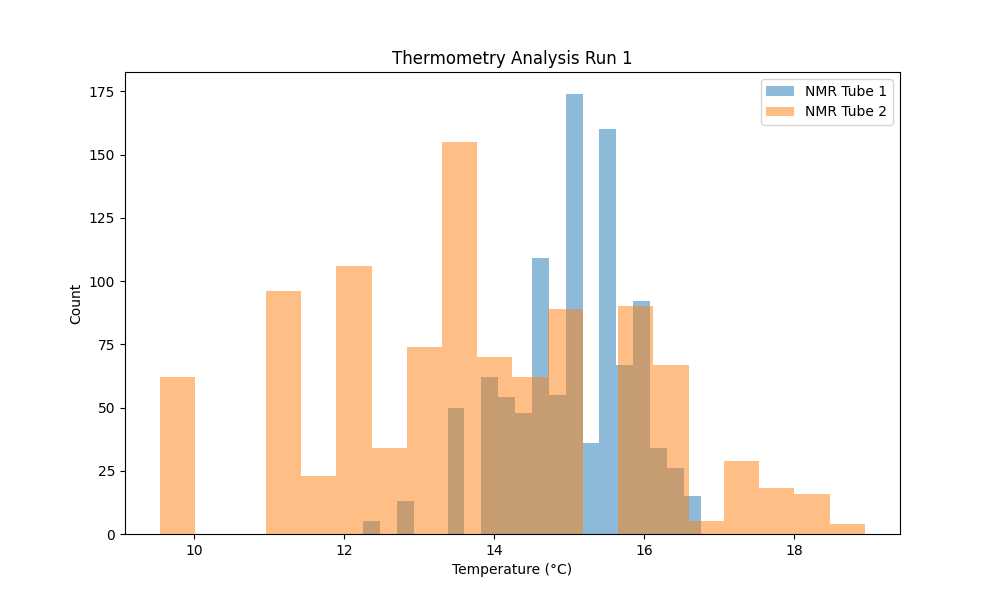 Thermometry Analysis Run 1
NMR Tube 1
NMR Tube 2
175
150
125
100
75
50
25
0
Count
10 12 14 16 18
Temperature (°C)